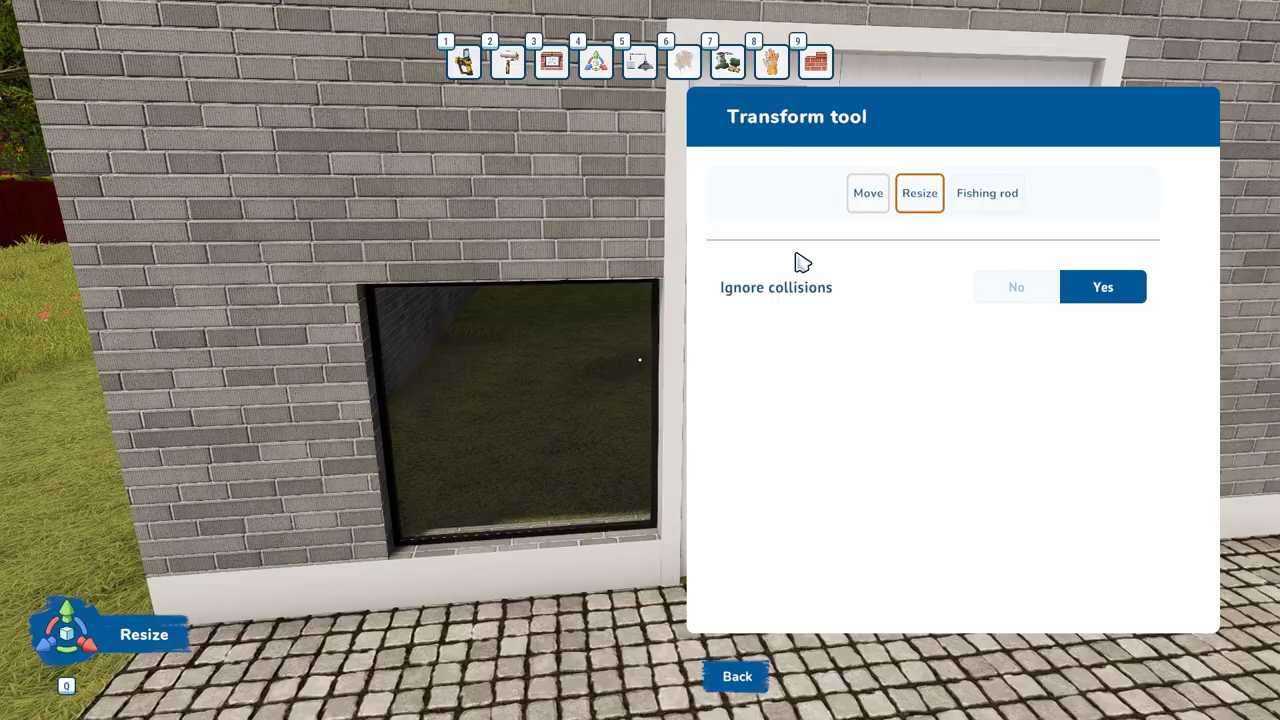 1 2 3 4 5 6 7 8 9
Transform tool
Move Resize Fishing rod
Ignore collisions No Yes
Resize
Q
Back